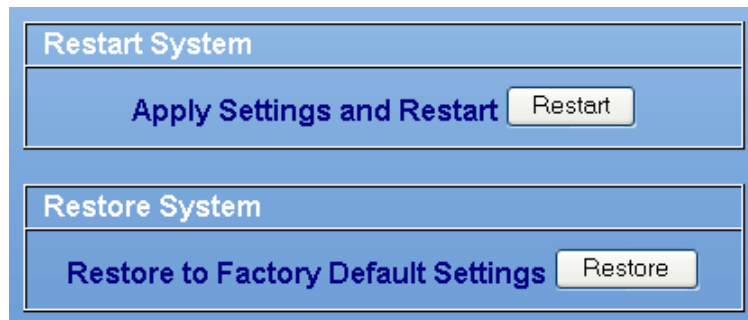 Restart System
Apply Settings and Restart Restart
Restore System
Restore to Factory Default Settings Restore